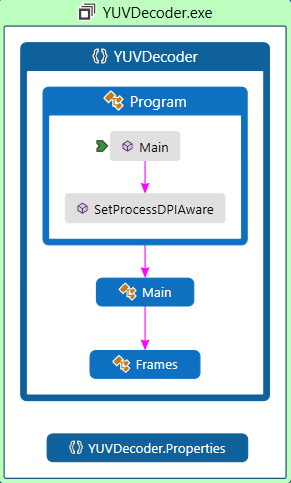 YUVDecoder.exe
YUVDecoder
Program
Main
SetProcessDPIAware
Main
Frames
YUVDecoder.Properties